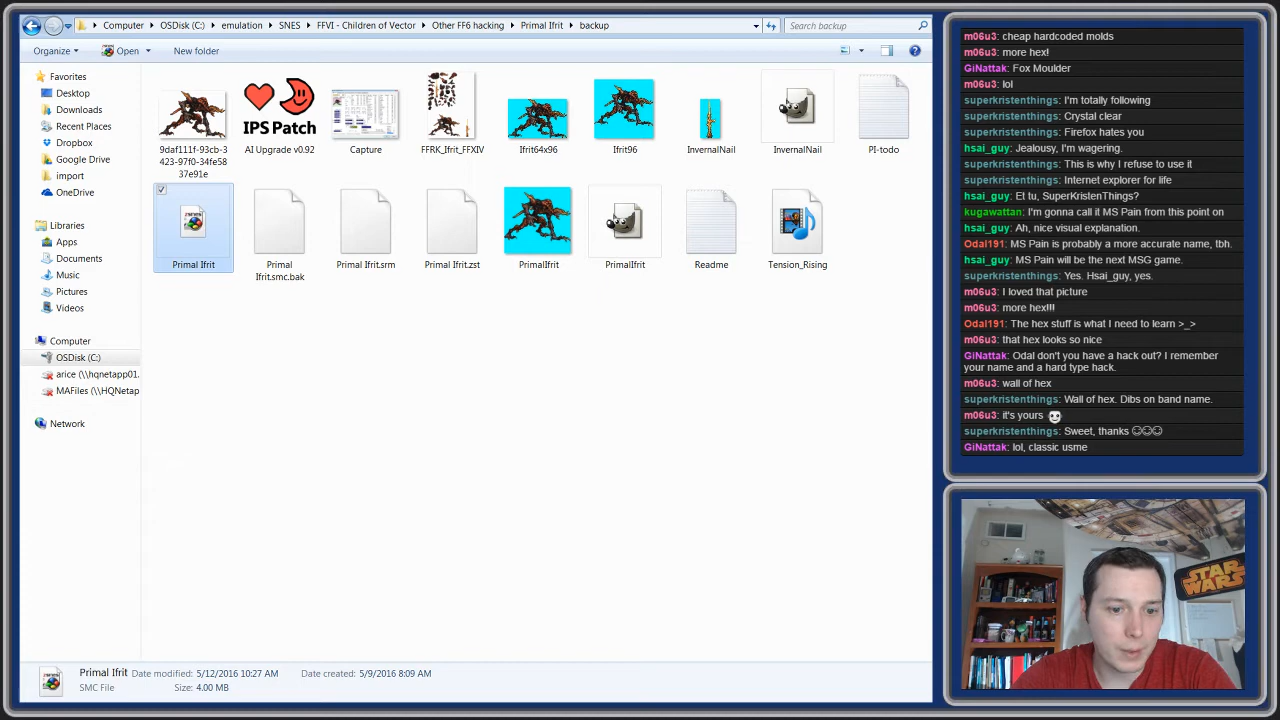 Computer ▸ OSDisk (C:) ▸ emulation ▸ SNES ▸ FFVI - Children of Vector ▸ Other FF6 hacking ▸ Primal Ifrit ▸ backup
Search backup
Organize
Open
New folder
Favorites
Desktop
Downloads
Recent Places
Dropbox
Google Drive
import
OneDrive
Libraries
Apps
Documents
Music
Pictures
Videos
Computer
OSDisk (C:)
arice (\\hqnetapp01.
MAFiles (\\HQNetap
Network
9daf111f-93cb-3
423-97f0-34fe58
37e91e
IPS Patch
AI Upgrade v0.92
Capture
FFRK_Ifrit_FFXIV
Ifrit64x96
Ifrit96
InvernalNail
InvernalNail
PI-todo
Primal Ifrit
Primal
Ifrit.smc.bak
Primal Ifrit.srm
Primal Ifrit.zst
PrimalIfrit
PrimalIfrit
Readme
Tension_Rising
Primal Ifrit
Date modified: 5/12/2016 10:27 AM
Date created: 5/9/2016 8:09 AM
SMC File
Size: 4.00 MB
m06u3: cheap hardcoded molds
m06u3: more hex!
GiNattak: Fox Moulder
m06u3: lol
superkristenthings: I'm totally following
superkristenthings: Crystal clear
superkristenthings: Firefox hates you
hsai_guy: Jealousy, I'm wagering.
superkristenthings: This is why I refuse to use it
superkristenthings: Internet explorer for life
hsai_guy: Et tu, SuperKristenThings?
kugawattan: I'm gonna call it MS Pain from this point on
hsai_guy: Ah, nice visual explanation.
Odal191: MS Pain is probably a more accurate name, tbh.
hsai_guy: MS Pain will be the next MSG game.
superkristenthings: Yes. Hsai_guy, yes.
m06u3: I loved that picture
m06u3: more hex!!!
Odal191: The hex stuff is what I need to learn >_>
m06u3: that hex looks so nice
GiNattak: Odal don't you have a hack out? I remember
your name and a hard type hack.
m06u3: wall of hex
superkristenthings: Wall of hex. Dibs on band name.
m06u3: it's yours
superkristenthings: Sweet, thanks ☺☺☺
GiNattak: lol, classic usme
STAR
WARS